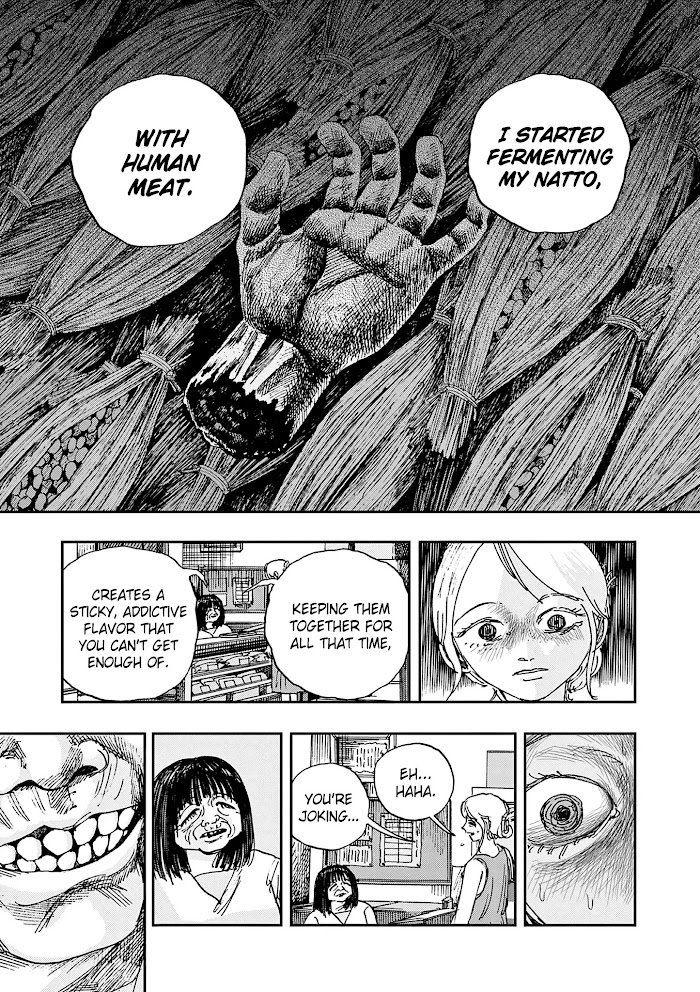 I STARTED
FERMENTING
MY NATTO,
WITH
HUMAN
MEAT.
KEEPING THEM
TOGETHER FOR
ALL THAT TIME,
CREATES A
STICKY, ADDICTIVE
FLAVOR THAT
YOU CAN'T GET
ENOUGH OF.
EH...
HAHA.
YOU'RE
JOKING...